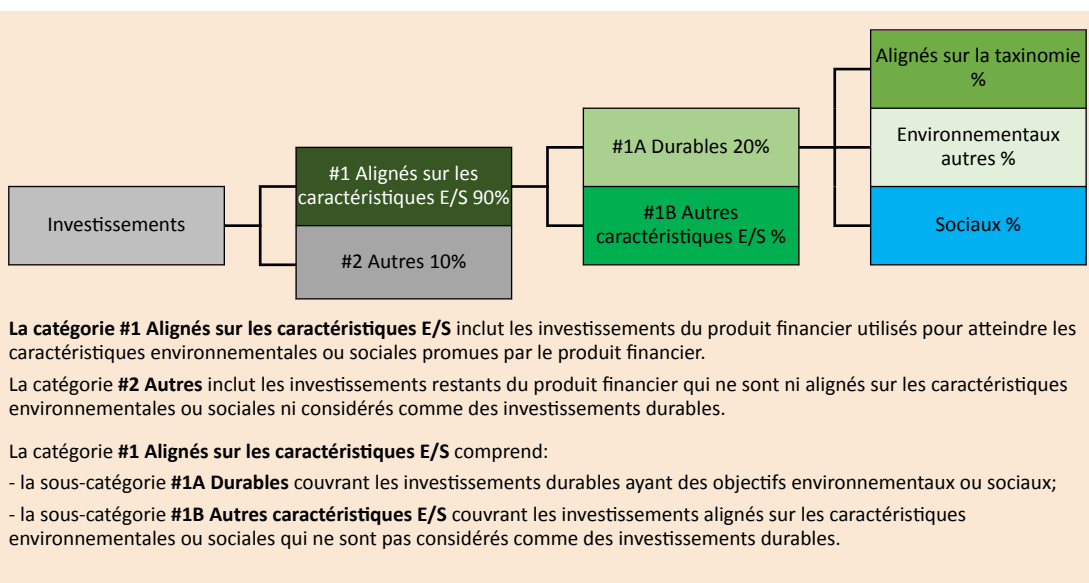 Investissements
#1 Alignés sur les
caractéristiques E/S 90%
#2 Autres 10%
#1A Durables 20%
#1B Autres
caractéristiques E/S %
Alignés sur la taxinomie
%
Environnementaux
autres %
Sociaux %
La catégorie #1 Alignés sur les caractéristiques E/S inclut les investissements du produit financier utilisés pour atteindre les
caractéristiques environnementales ou sociales promues par le produit financier.
La catégorie #2 Autres inclut les investissements restants du produit financier qui ne sont ni alignés sur les caractéristiques
environnementales ou sociales ni considérés comme des investissements durables.
La catégorie #1 Alignés sur les caractéristiques E/S comprend:
- la sous-catégorie #1A Durables couvrant les investissements durables ayant des objectifs environnementaux ou sociaux;
- la sous-catégorie #1B Autres caractéristiques E/S couvrant les investissements alignés sur les caractéristiques
environnementales ou sociales qui ne sont pas considérés comme des investissements durables.